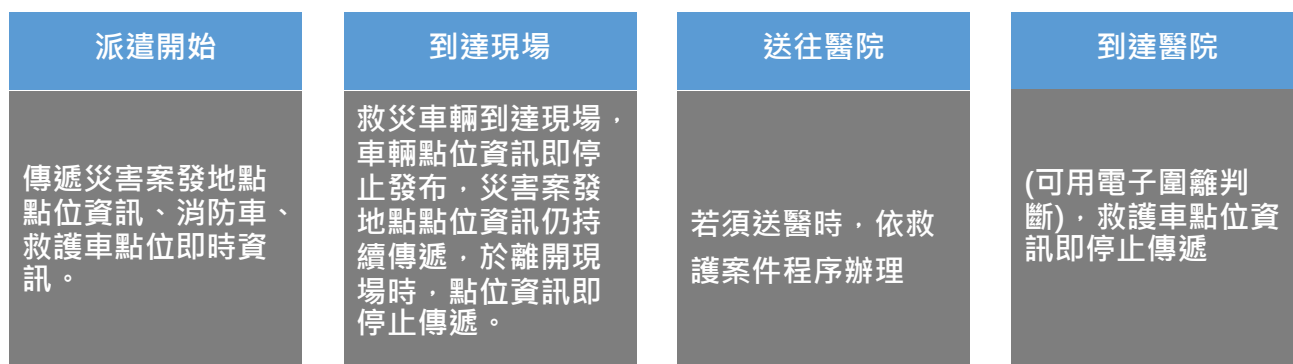 派遣開始
傳遞災害案發地點
點位資訊、消防車、
救護車點位即時資
訊。
到達現場
救災車輛到達現場，
車輛點位資訊即停
止發布，災害案發
地點點位資訊仍持
續傳遞，於離開現
場時，點位資訊即
停止傳遞。
送往醫院
若須送醫時，依救
護案件程序辦理
到達醫院
(可用電子圍籬判
斷)，救護車點位資
訊即停止傳遞